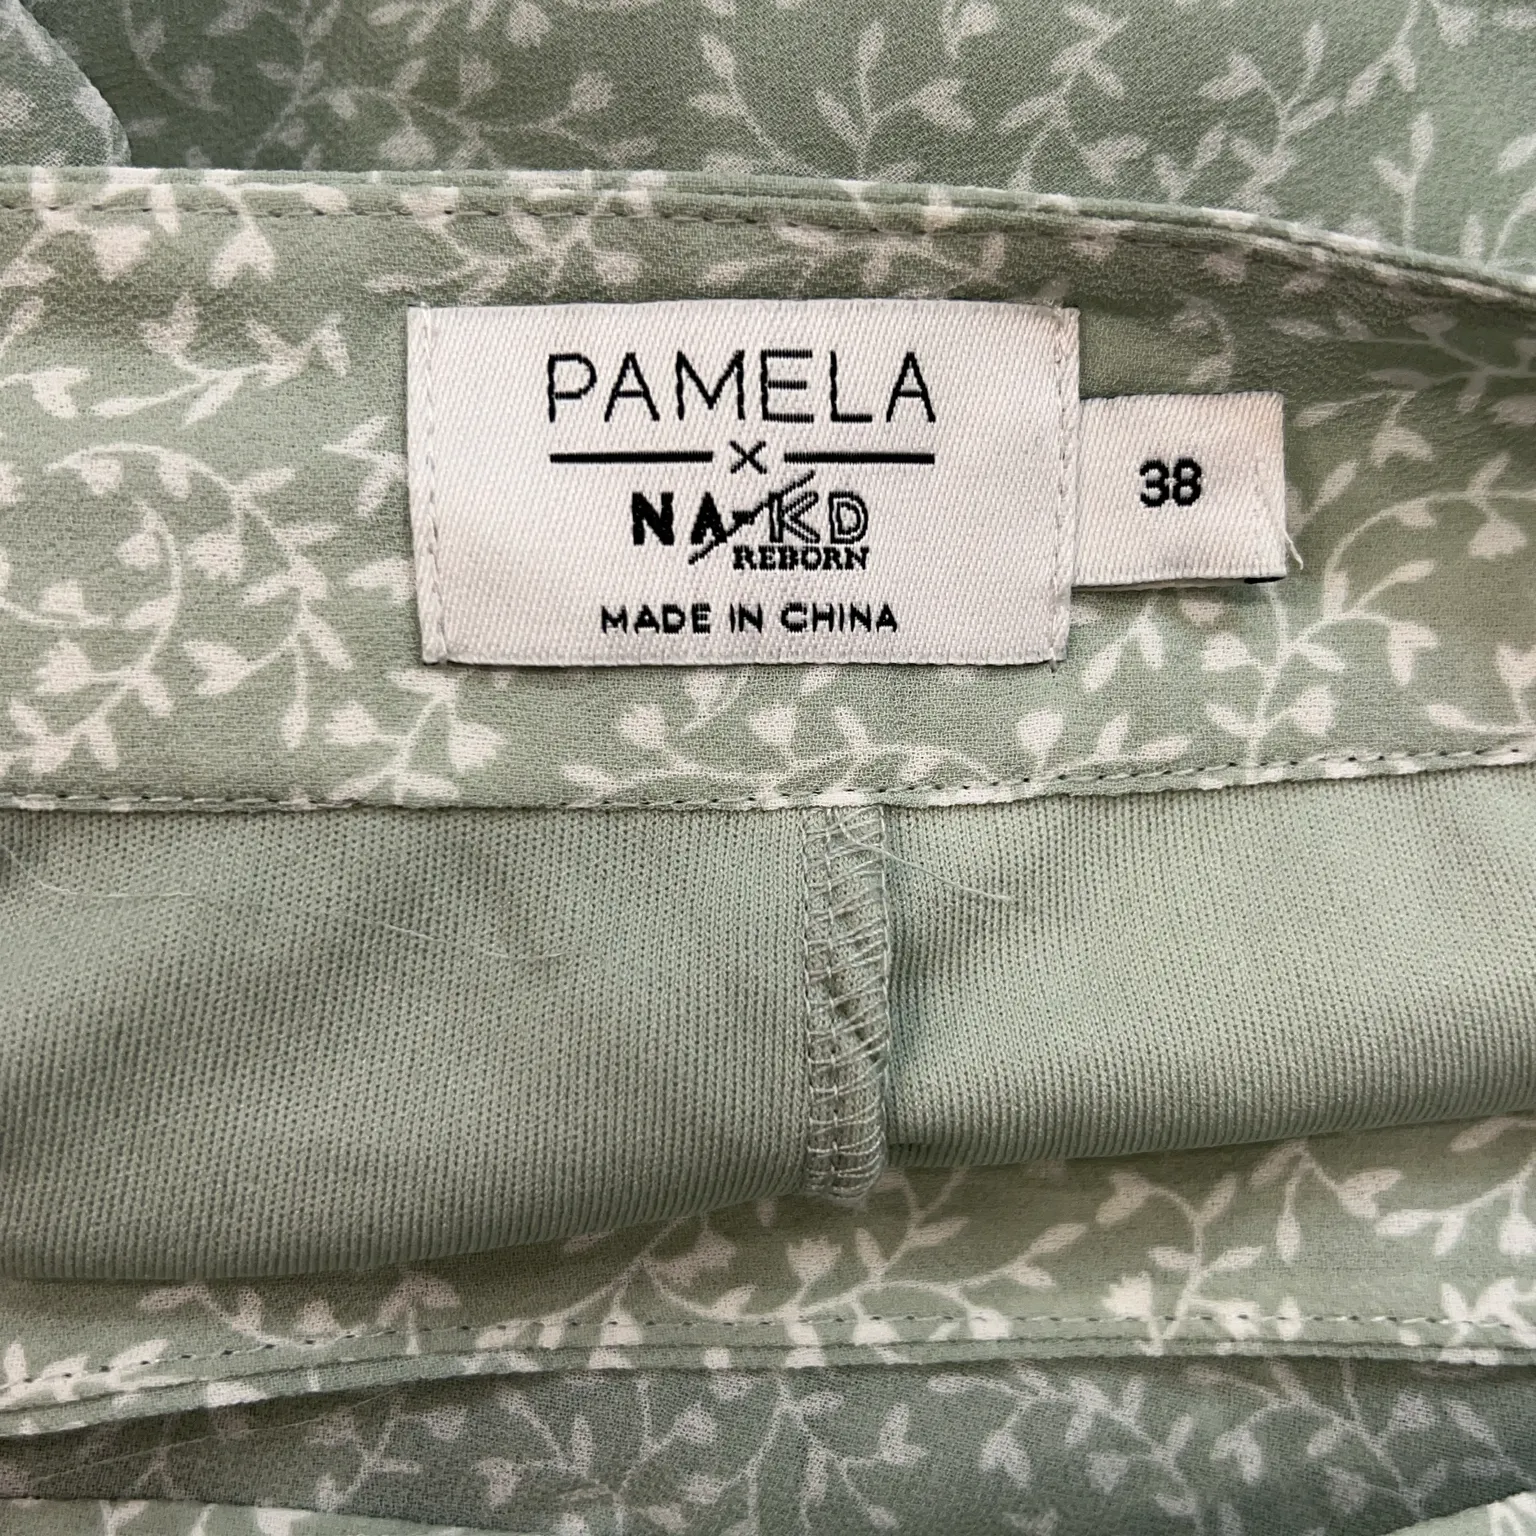 PAMELA
×
NA-KD
REBORN
MADE IN CHINA
38